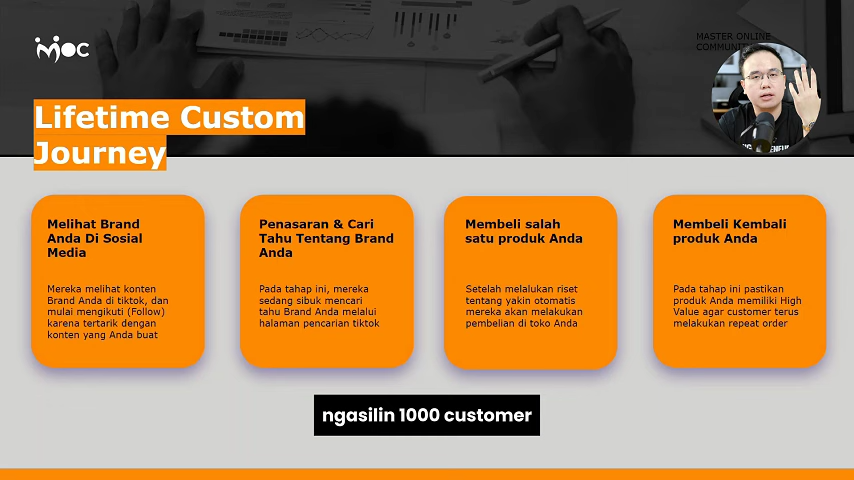 MOC
MASTER ONLINE
Lifetime Custom
Journey
Melihat Brand
Anda Di Sosial
Media
Mereka melihat konten
Brand Anda di tiktok, dan
mulai mengikuti (Follow)
karena tertarik dengan
konten yang Anda buat
Penasaran & Cari
Tahu Tentang Brand
Anda
Pada tahap ini, mereka
sedang sibuk mencari
tahu Brand Anda melalui
halaman pencarian tiktok
Membeli salah
satu produk Anda
Setelah melalukan riset
tentang yakin otomatis
mereka akan melakukan
pembelian di toko Anda
Membeli Kembali
produk Anda
Pada tahap ini pastikan
produk Anda memiliki High
Value agar customer terus
melakukan repeat order
ngasilin 1000 customer